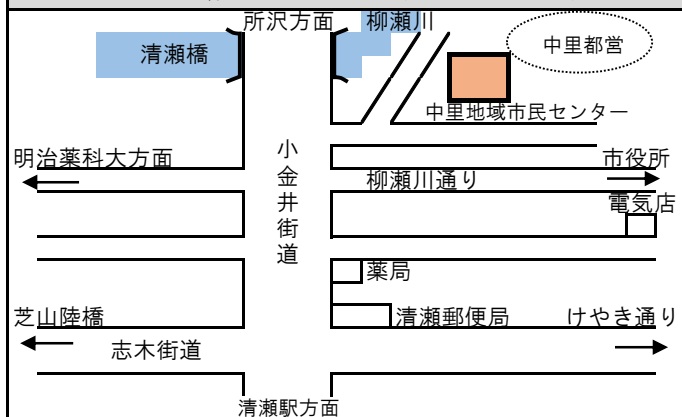 所沢方面
柳瀬川
清瀬橋
中里都営
中里地域市民センター
小金井街道
明治薬科大方面
市役所
柳瀬川通り
電気店
薬局
芝山陸橋
清瀬郵便局
けやき通り
志木街道
清瀬駅方面